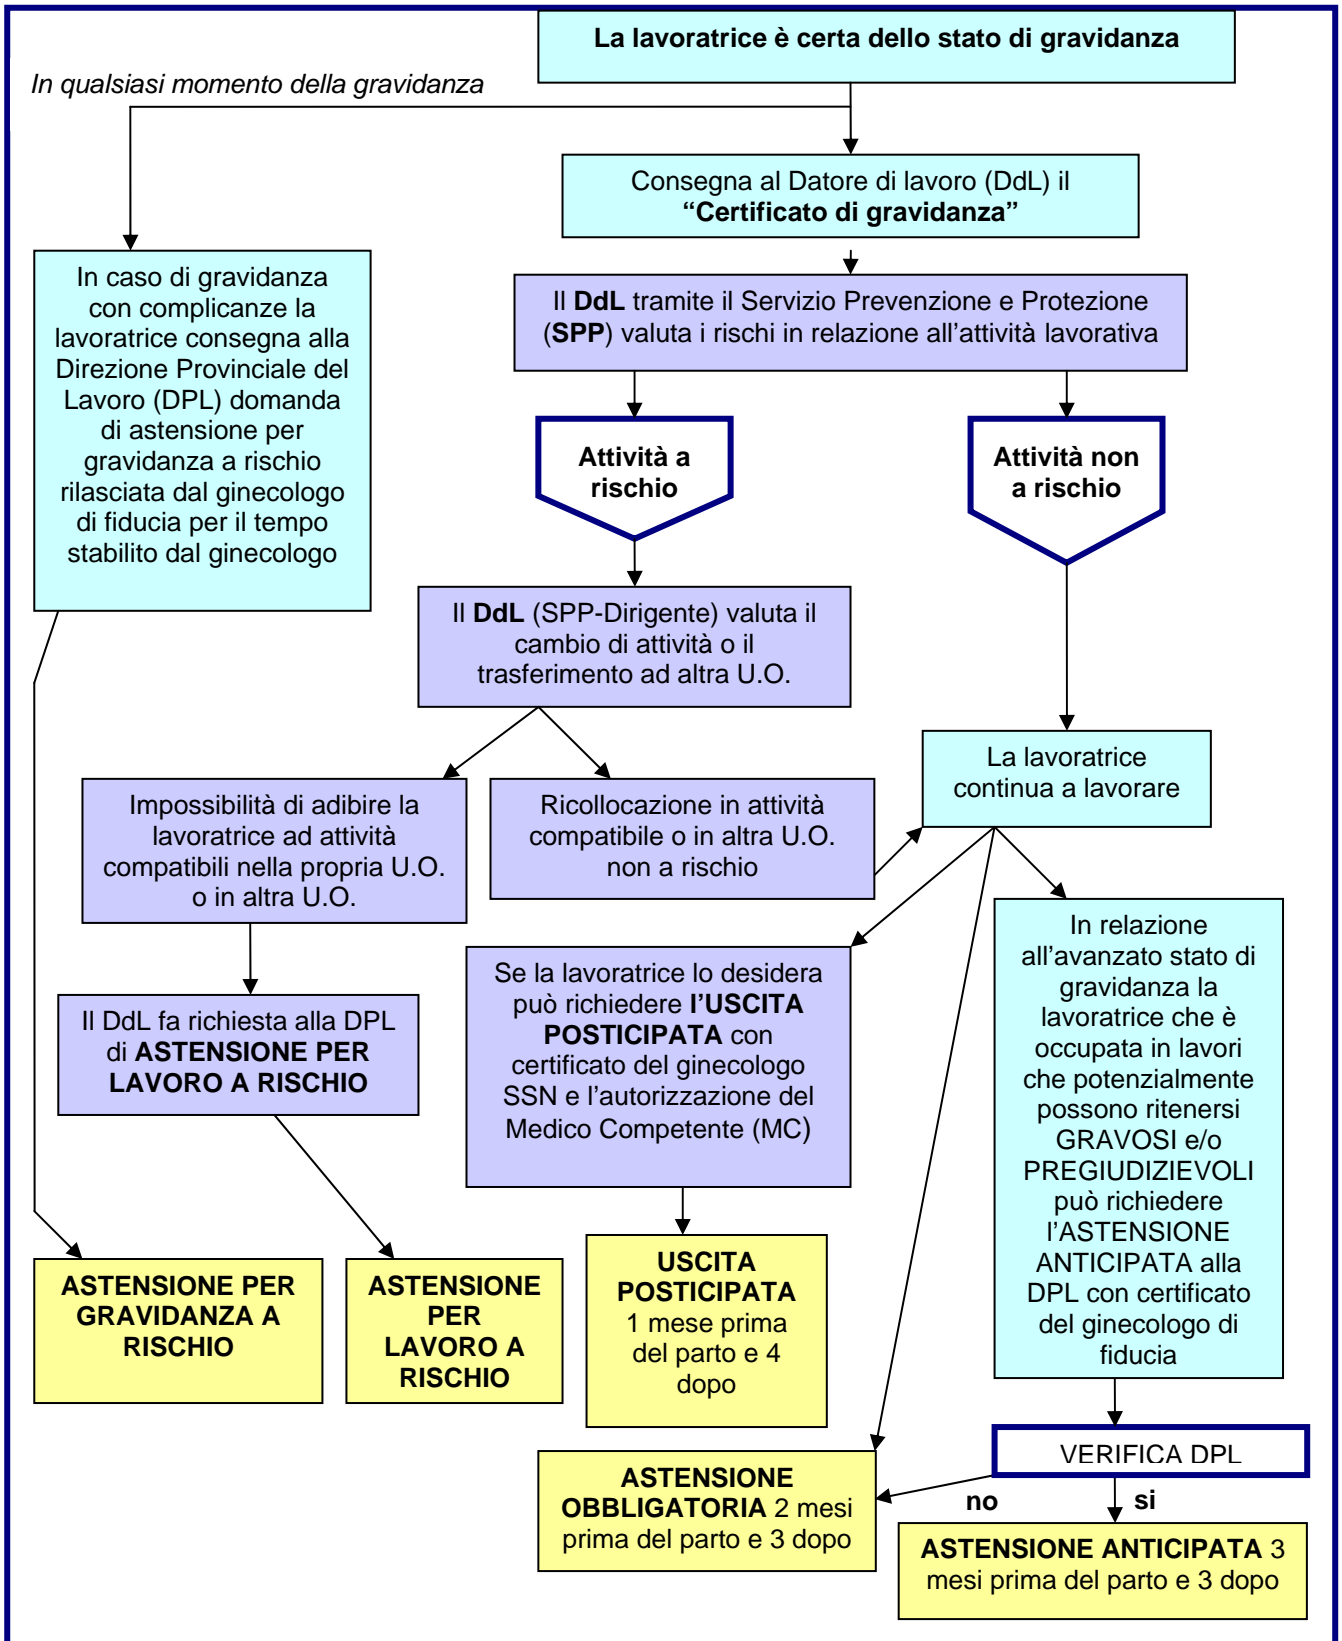 La lavoratrice è certa dello stato di gravidanza
In qualsiasi momento della gravidanza
Consegna al Datore di lavoro (DdL) il
“Certificato di gravidanza”
In caso di gravidanza
con complicanze la
lavoratrice consegna alla
Direzione Provinciale del
Lavoro (DPL) domanda
di astensione per
gravidanza a rischio
rilasciata dal ginecologo
di fiducia per il tempo
stabilito dal ginecologo
Il DdL tramite il Servizio Prevenzione e Protezione
(SPP) valuta i rischi in relazione all’attività lavorativa
Attività a
rischio
Attività non
a rischio
Il DdL (SPP-Dirigente) valuta il
cambio di attività o il
trasferimento ad altra U.O.
La lavoratrice
continua a lavorare
Impossibilità di adibire la
lavoratrice ad attività
compatibili nella propria U.O.
o in altra U.O.
Ricollocazione in attività
compatibile o in altra U.O.
non a rischio
Il DdL fa richiesta alla DPL
di ASTENSIONE PER
LAVORO A RISCHIO
Se la lavoratrice lo desidera
può richiedere l’USCITA
POSTICIPATA con
certificato del ginecologo
SSN e l’autorizzazione del
Medico Competente (MC)
In relazione
all’avanzato stato di
gravidanza la
lavoratrice che è
occupata in lavori
che potenzialmente
possono ritenersi
GRAVOSI e/o
PREGIUDIZIEVOLI
può richiedere
l’ASTENSIONE
ANTICIPATA alla
DPL con certificato
del ginecologo di
fiducia
ASTENSIONE PER
GRAVIDANZA A
RISCHIO
ASTENSIONE
PER
LAVORO A
RISCHIO
USCITA
POSTICIPATA
1 mese prima
del parto e 4
dopo
VERIFICA DPL
no
si
ASTENSIONE
OBBLIGATORIA 2 mesi
prima del parto e 3 dopo
ASTENSIONE ANTICIPATA 3
mesi prima del parto e 3 dopo